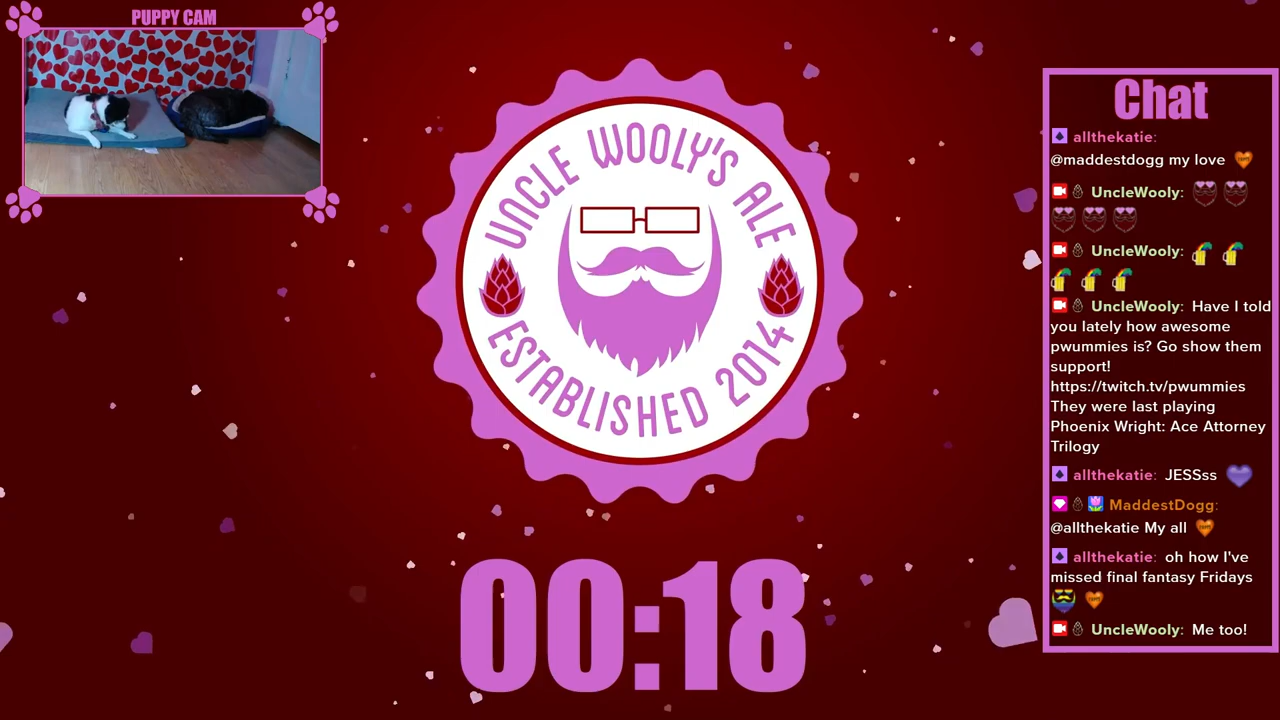 PUPPY CAM
UNCLE WOOLY'S ALE
ESTABLISHED 2014
00:18
Chat
allthekatie:
@maddestdogg my love
UncleWooly:
UncleWooly:
UncleWooly: Have I told
you lately how awesome
pwummies is? Go show them
support!
https://twitch.tv/pwummies
They were last playing
Phoenix Wright: Ace Attorney
Trilogy
allthekatie: JESSss
MaddestDogg:
@allthekatie My all
allthekatie: oh how I've
missed final fantasy Fridays
UncleWooly: Me too!